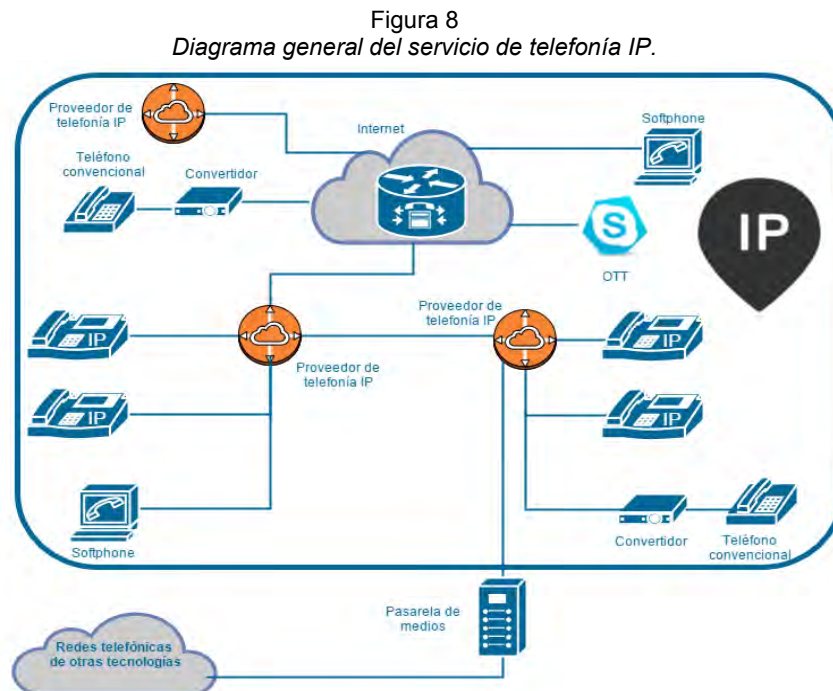 Figura 8
Diagrama general del servicio de telefonía IP.
Proveedor de
telefonía IP
Internet
Softphone
Teléfono
convencional
Convertidor
S
OTT
IP
Proveedor de
telefonía IP
IP
IP
Proveedor de
telefonía IP
IP
IP
Softphone
Convertidor
Teléfono
convencional
Pasarela de
medios
Redes telefónicas
de otras tecnologías